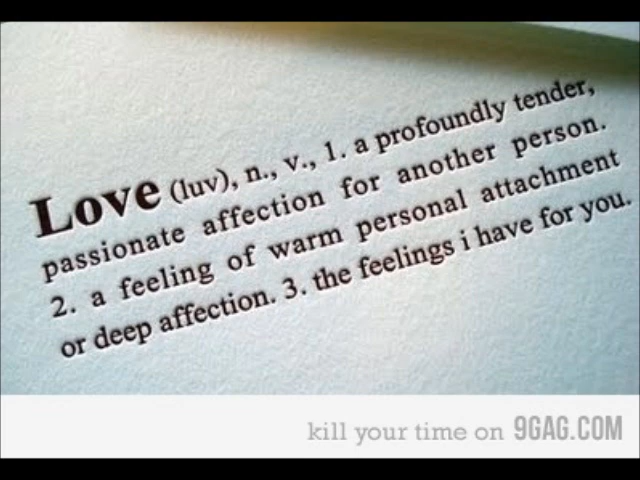 Love (luv), n., v., 1. a profoundly tender,
passionate affection for another person.
2. a feeling of warm personal attachment
or deep affection. 3. the feelings i have for you.
kill your time on 9GAG.COM